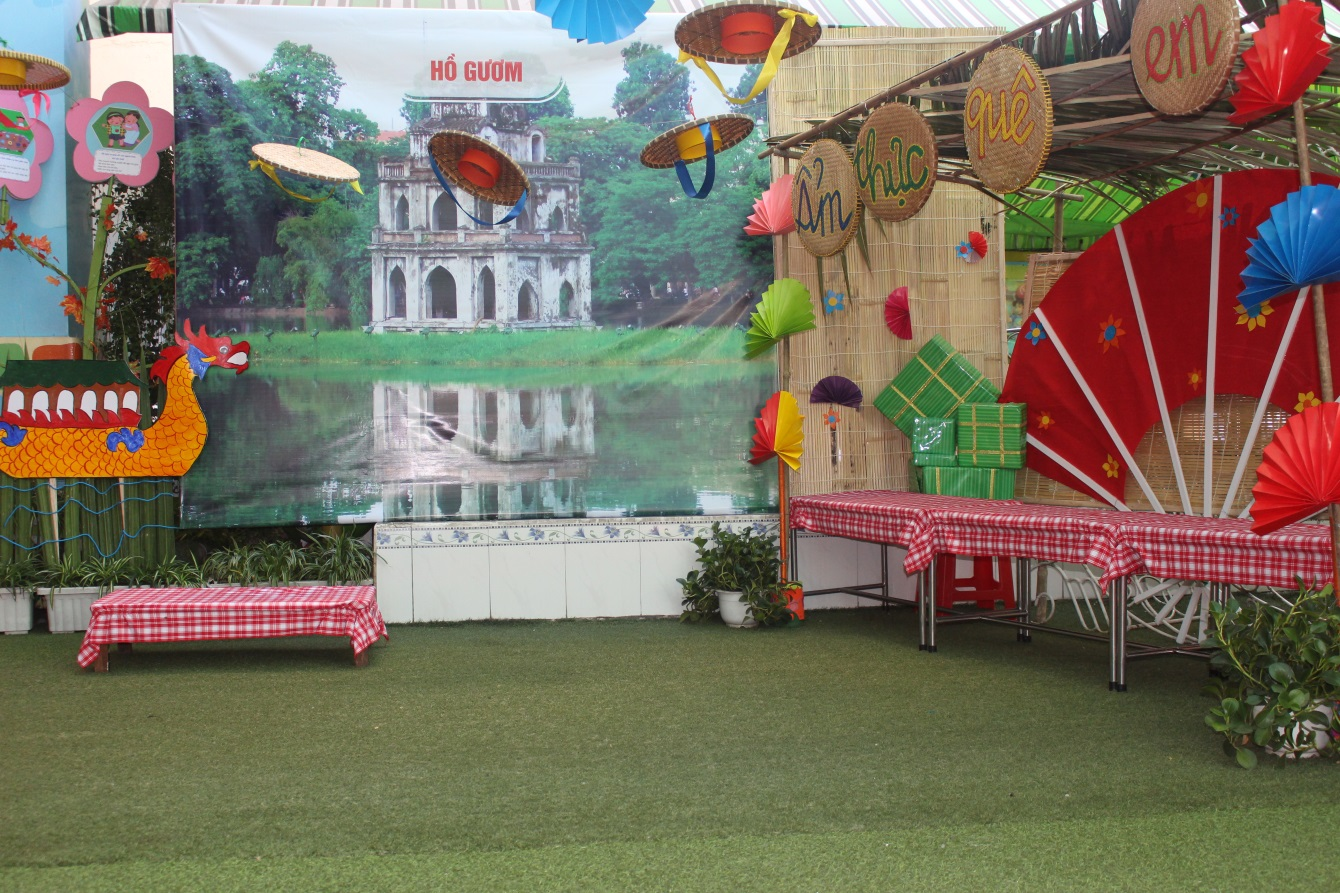 HỒ GƯƠM
ẩm thực quê em